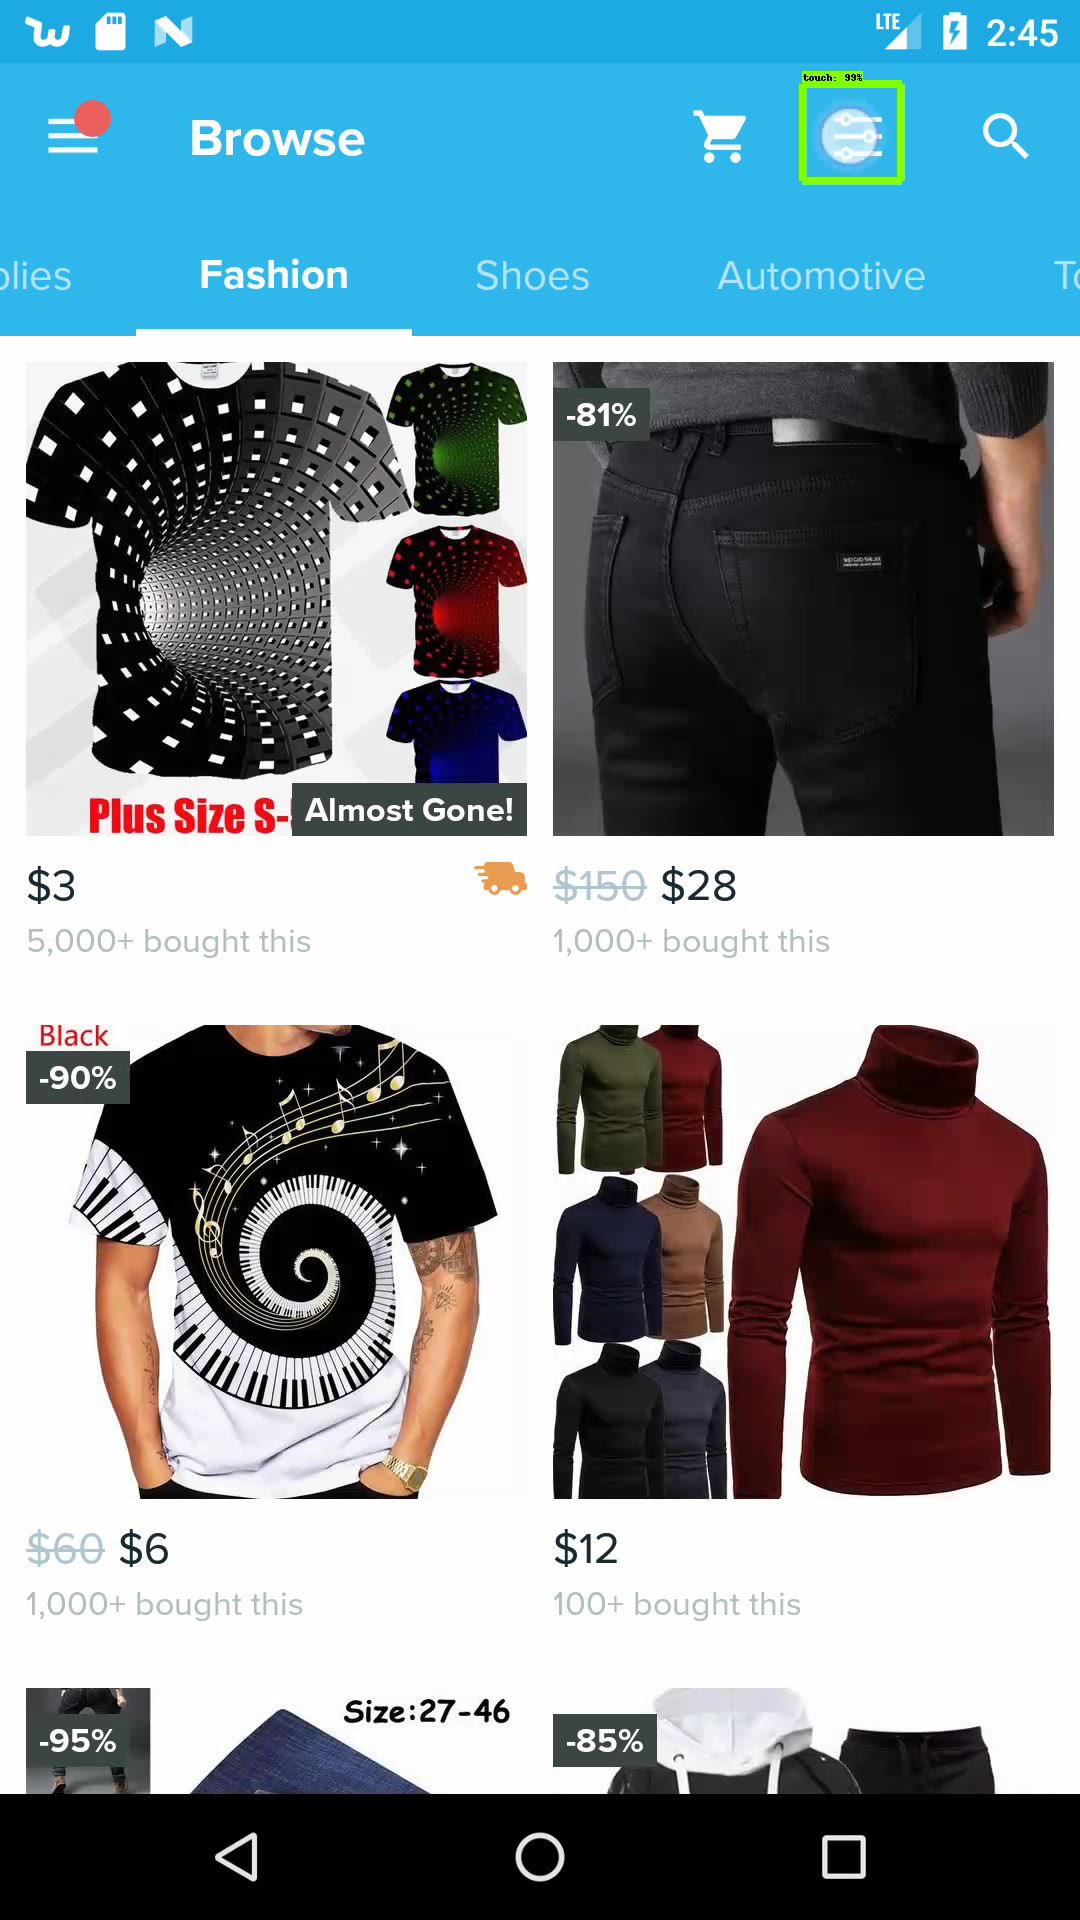 LTE 2:45
touch: 99%
Browse
plies Fashion Shoes Automotive To
-81%
Plus Size S-
Almost Gone!
$3
5,000+ bought this
$150 $28
1,000+ bought this
Black
-90%
$60 $6
1,000+ bought this
$12
100+ bought this
-95%
Size:27-46
-85%